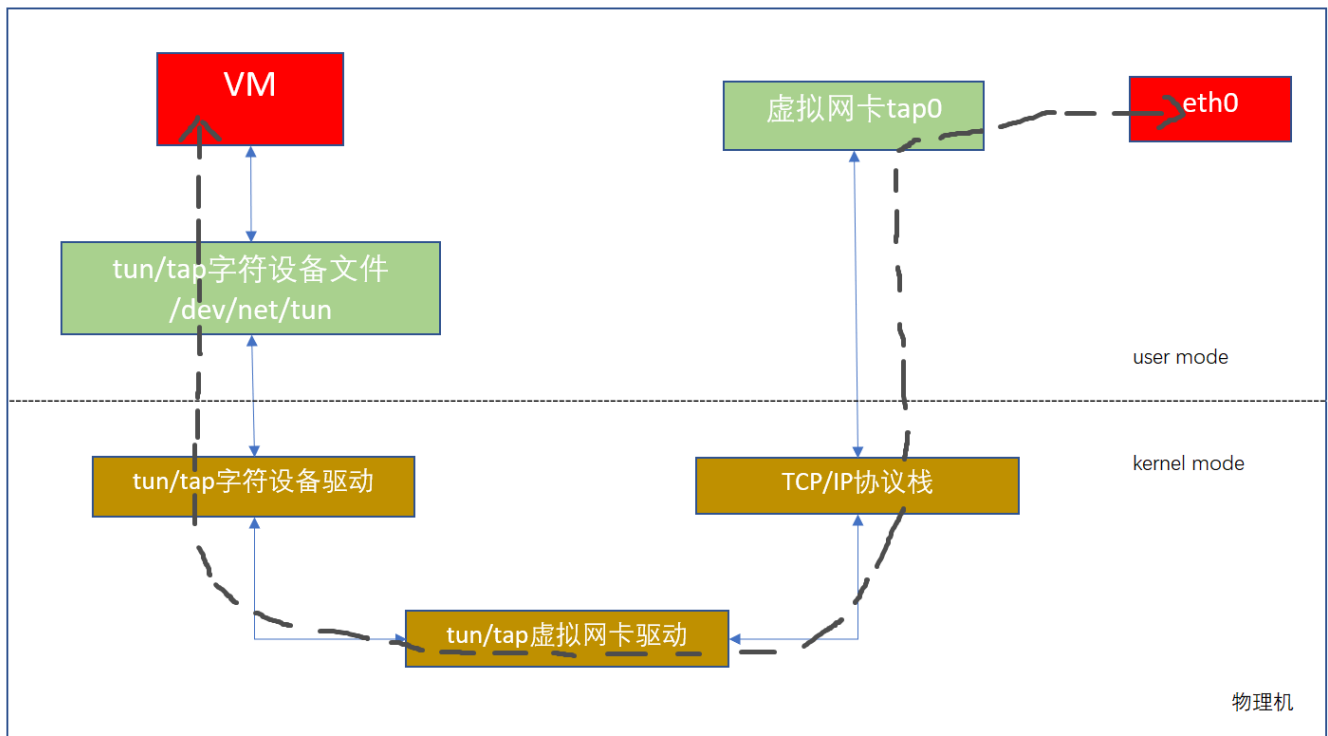 VM
虚拟网卡tap0
eth0
tun/tap字符设备文件
/dev/net/tun
user mode
kernel mode
tun/tap字符设备驱动
TCP/IP协议栈
tun/tap虚拟网卡驱动
物理机